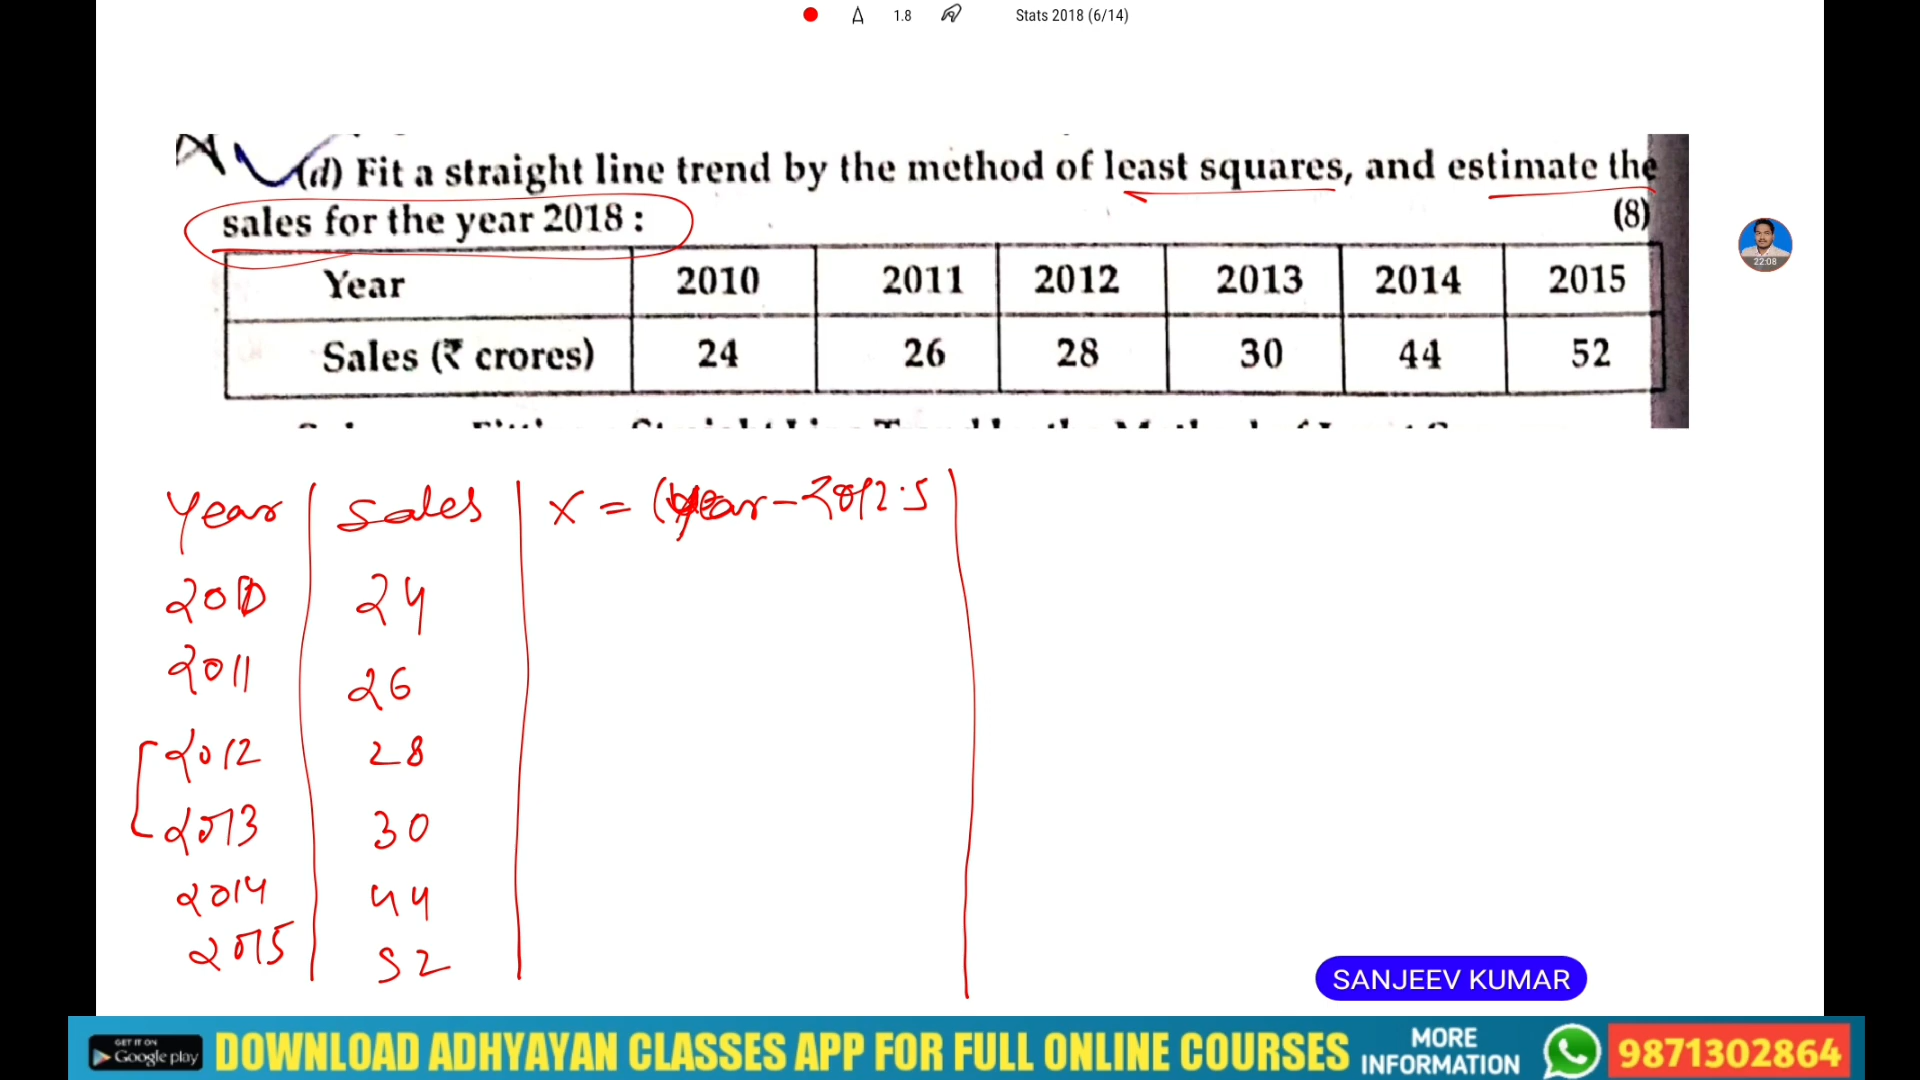 1.8 Stats 2018 (6/14)
(d) Fit a straight line trend by the method of least squares, and estimate the
sales for the year 2018 : (8)
Year 2010 2011 2012 2013 2014 2015
Sales (₹ crores) 24 26 28 30 44 52
22:08
Year Sales X = (Year - 2012.5
2010 24
2011 26
2012 28
2013 30
2014 44
2015 52
SANJEEV KUMAR
GET IT ON
Google play
DOWNLOAD ADHYAYAN CLASSES APP FOR FULL ONLINE COURSES
MORE
INFORMATION
9871302864